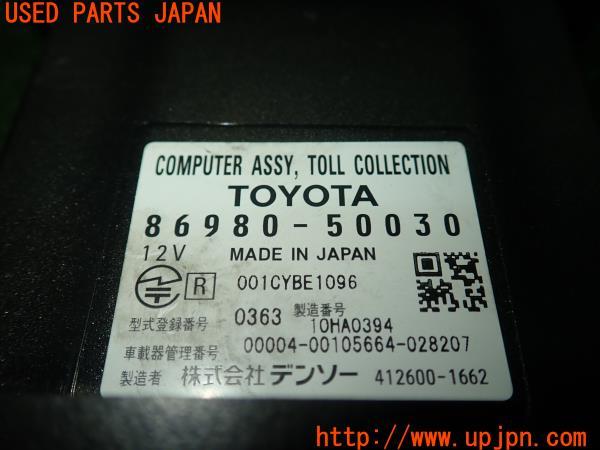 USED PARTS JAPAN
COMPUTER ASSY, TOLL COLLECTION
TOYOTA
86980-50030
12V MADE IN JAPAN
R 001CYBE1096
型式登録番号 0363 製造番号 10HA0394
車載器管理番号 00004-00105664-028207
製造者 株式会社 デンソー 412600-1662
http://www.upjpn.com